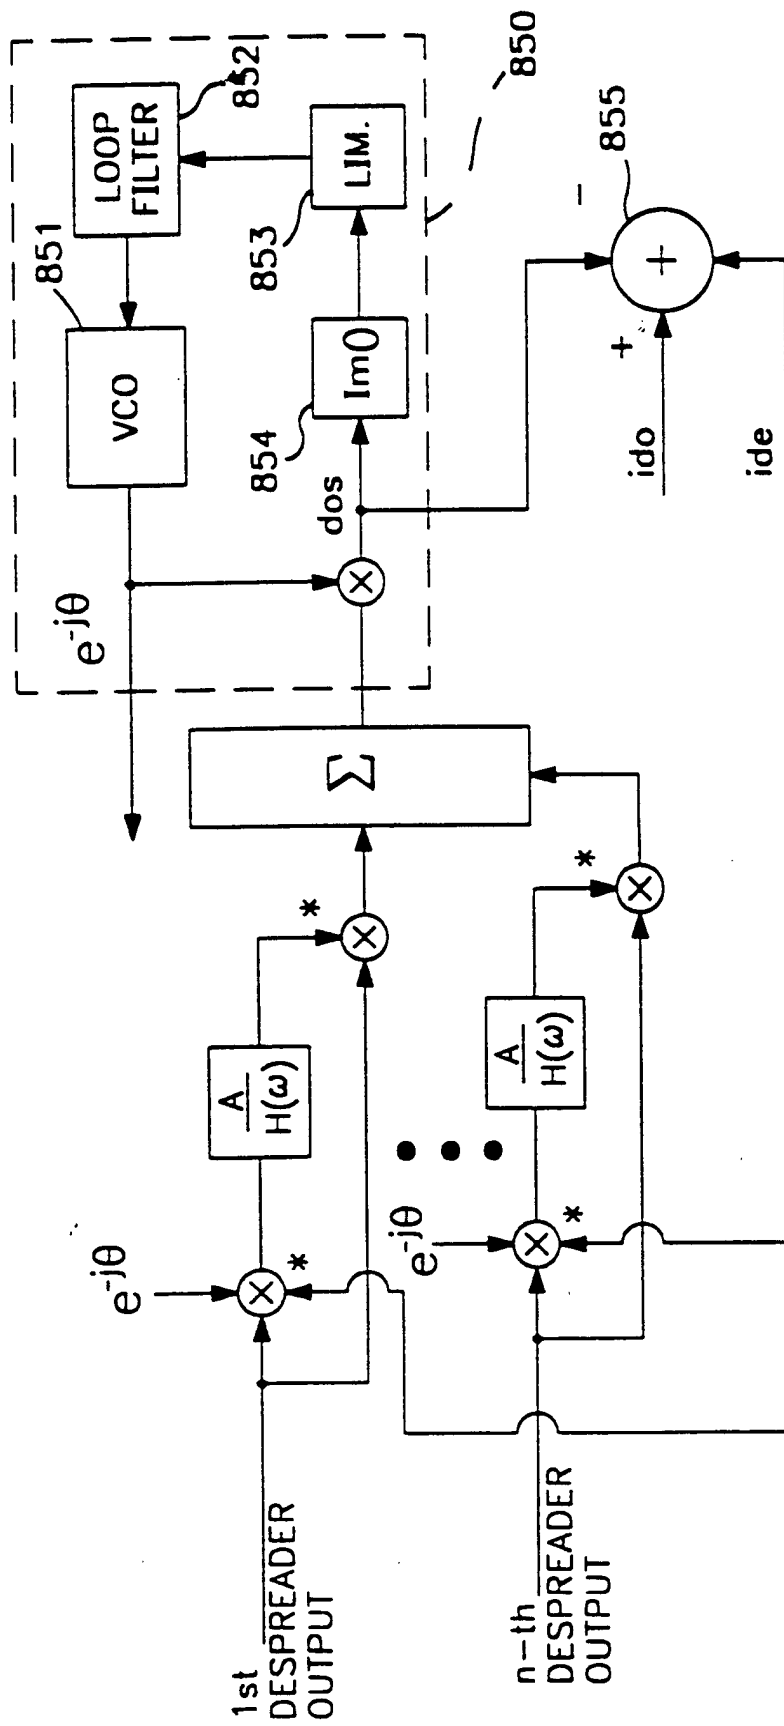 1st
DESPREADER
OUTPUT
n-th
DESPREADER
OUTPUT
e^-jθ
*
A
H(ω)
*
e^-jθ
*
A
H(ω)
*
Σ
e^-jθ
VCO
851
LOOP
FILTER
852
LIM.
853
Im()
854
dos
850
ido
ide
+
-
+
855